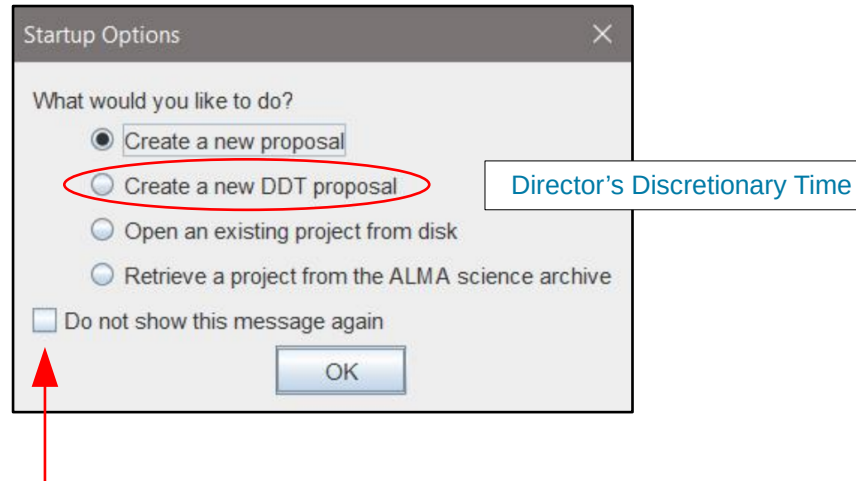 Startup Options
What would you like to do?
Create a new proposal
Create a new DDT proposal
Director’s Discretionary Time
Open an existing project from disk
Retrieve a project from the ALMA science archive
Do not show this message again
OK